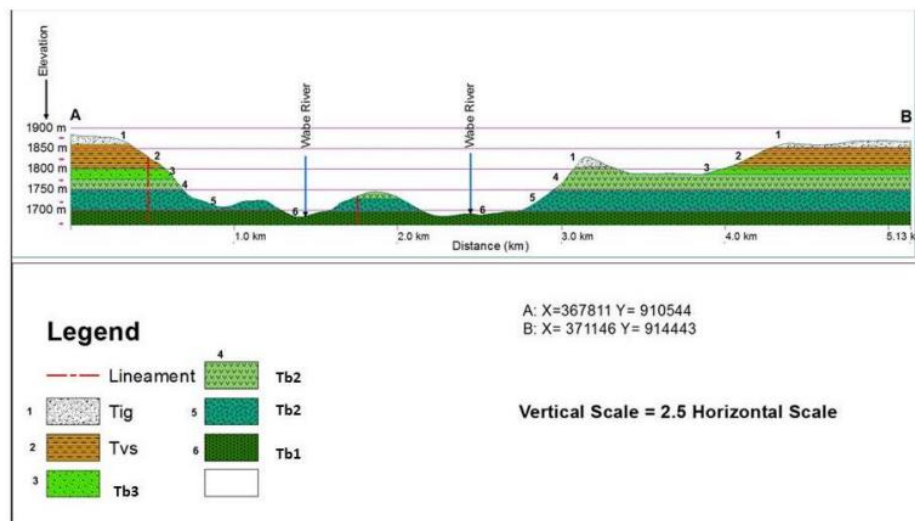 Elevation
A
B
Wabe River
Wabe River
1900 m
1850 m
1800 m
1750 m
1700 m
1
2
3
4
5
6
6
5
4
1
3
2
1
1.0 km
2.0 km
3.0 km
4.0 km
5.13 k
Distance (km)
Legend
Lineament
1 Tig
2 Tvs
3 Tb3
4 Tb2
5 Tb2
6 Tb1
A: X=367811 Y= 910544
B: X= 371146 Y= 914443
Vertical Scale = 2.5 Horizontal Scale